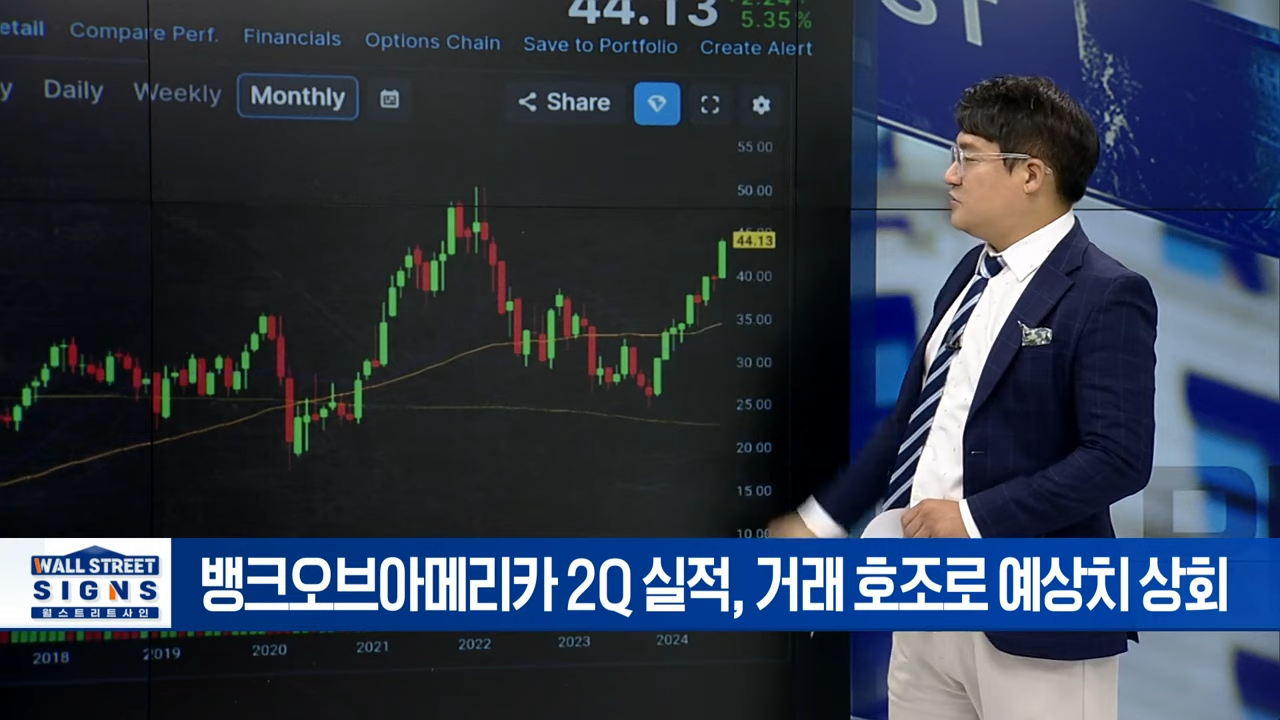 44.13
5.35%
etail Compare Perf. Financials Options Chain Save to Portfolio Create Alert
y Daily Weekly Monthly Share
55.00
50.00
44.13
40.00
35.00
30.00
25.00
20.00
15.00
10.00
WALL STREET
SIGNS
월스트리트사인
뱅크오브아메리카 2Q 실적, 거래 호조로 예상치 상회
2018 2019 2020 2021 2022 2023 2024
ST